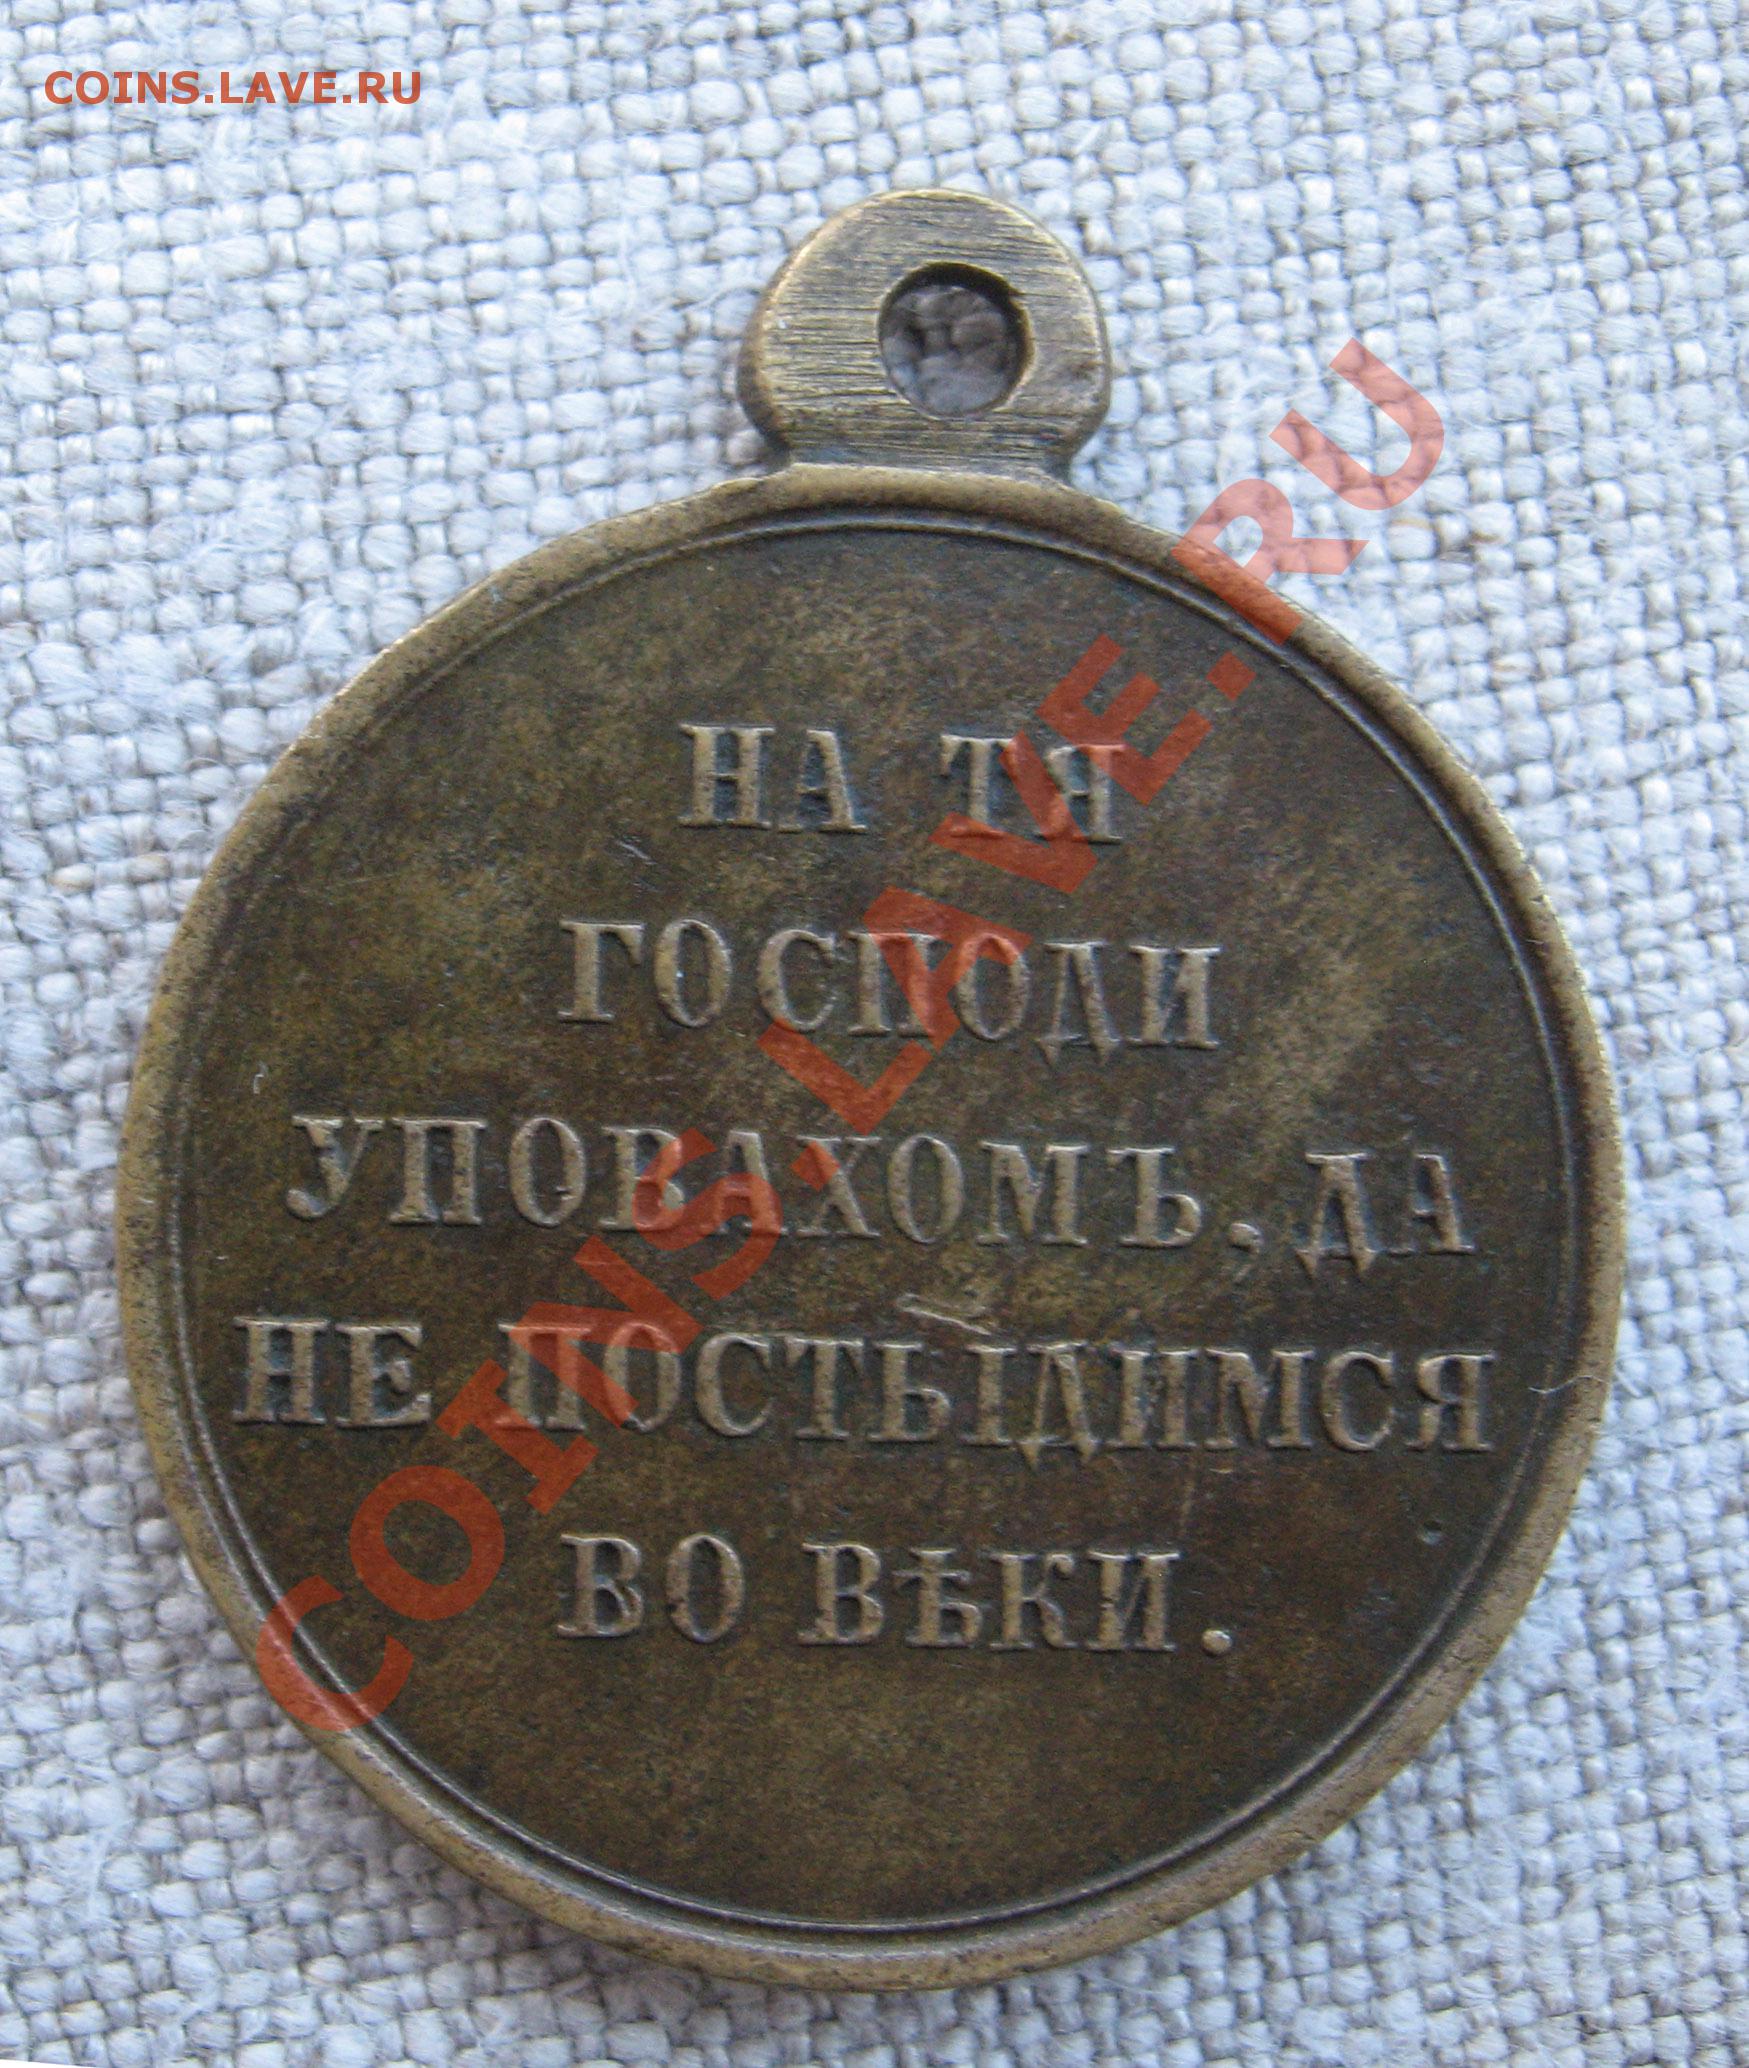 COINS.LAVE.RU
НА ТЯ
ГОСПОДИ
УПОВАХОМЪ, ДА
НЕ ПОСТЫДИМСЯ
ВО ВѢКИ.
COINS.LAVE.RU